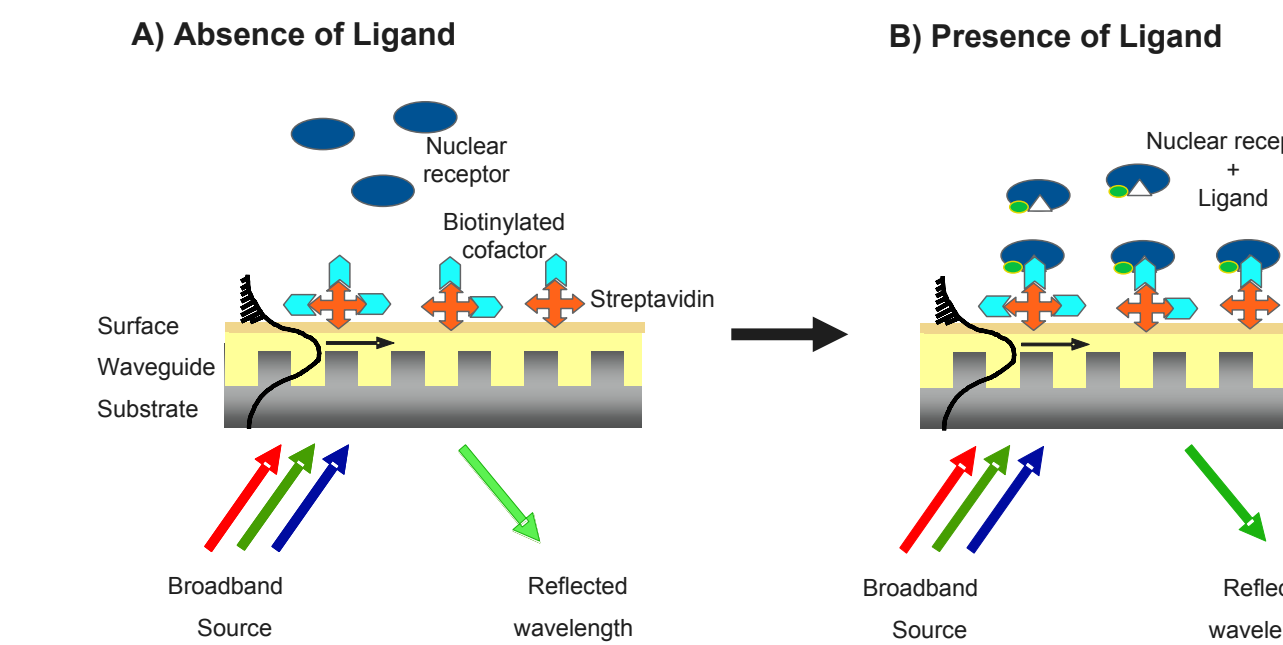 A) Absence of Ligand
Nuclear
receptor
Biotinylated
cofactor
Streptavidin
Surface
Waveguide
Substrate
Broadband
Source
Reflected
wavelength
B) Presence of Ligand
Nuclear
+
Ligand
Broadband
Source